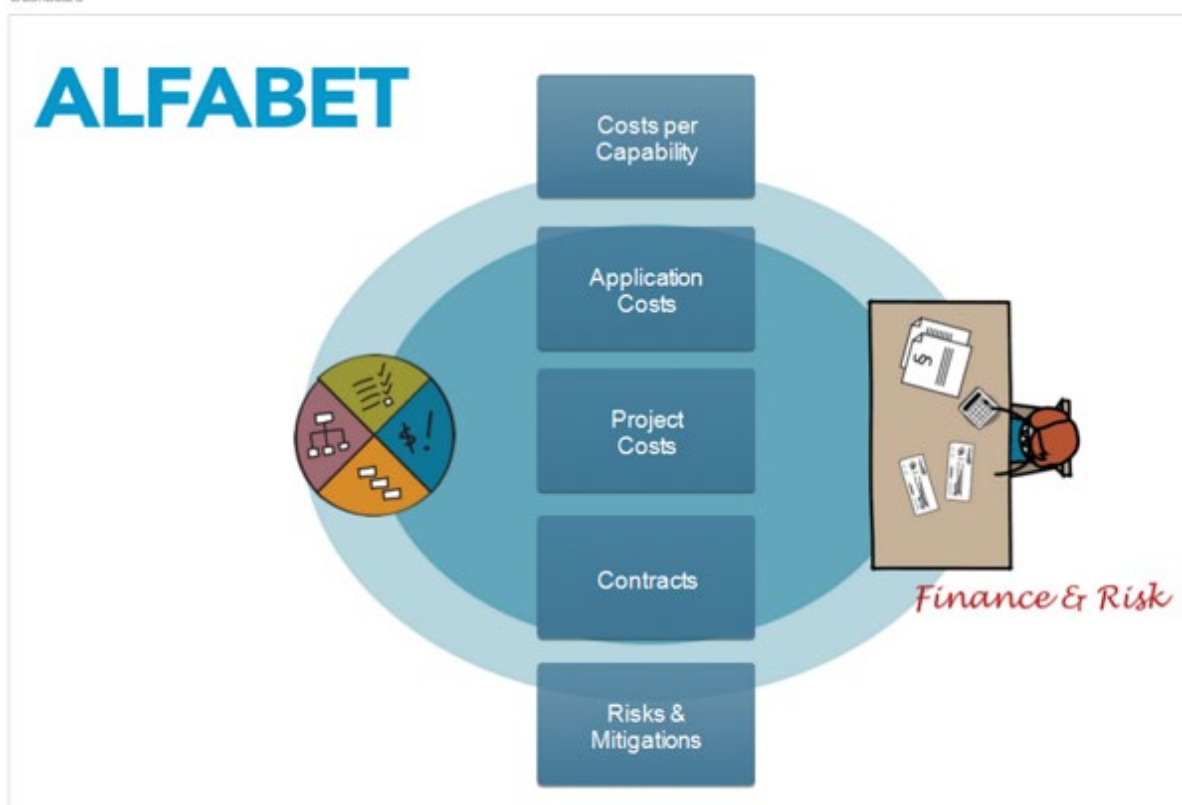 ALFABET
Costs per
Capability
Application
Costs
Project
Costs
Contracts
Risks &
Mitigations
Finance & Risk